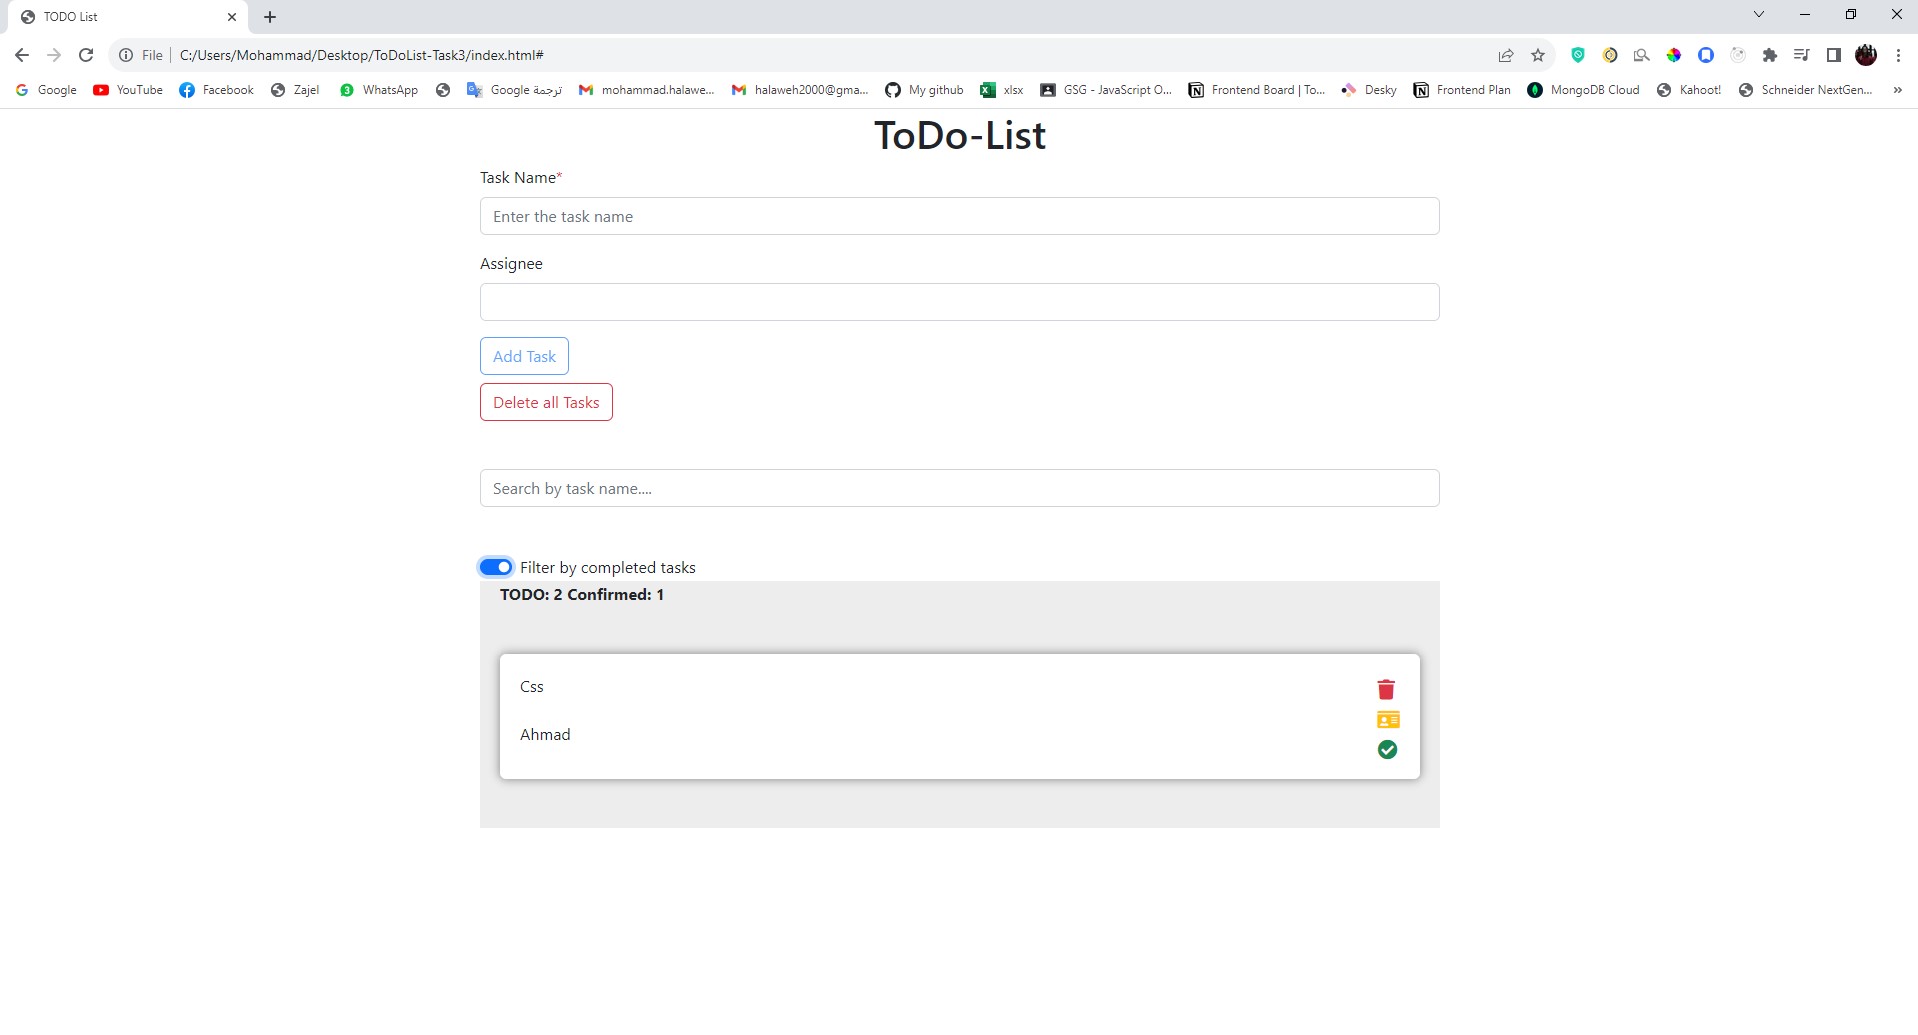 TODO List
File C:/Users/Mohammad/Desktop/ToDoList-Task3/index.html#
Google YouTube Facebook Zajel WhatsApp Google ترجمة mohammad.halawe... halaweh2000@gma... My github xlsx GSG - JavaScript O... Frontend Board | To... Desky Frontend Plan MongoDB Cloud Kahoot! Schneider NextGen... »
ToDo-List
Task Name*
Enter the task name
Assignee
Add Task
Delete all Tasks
Search by task name....
Filter by completed tasks
TODO: 2 Confirmed: 1
Css
Ahmad